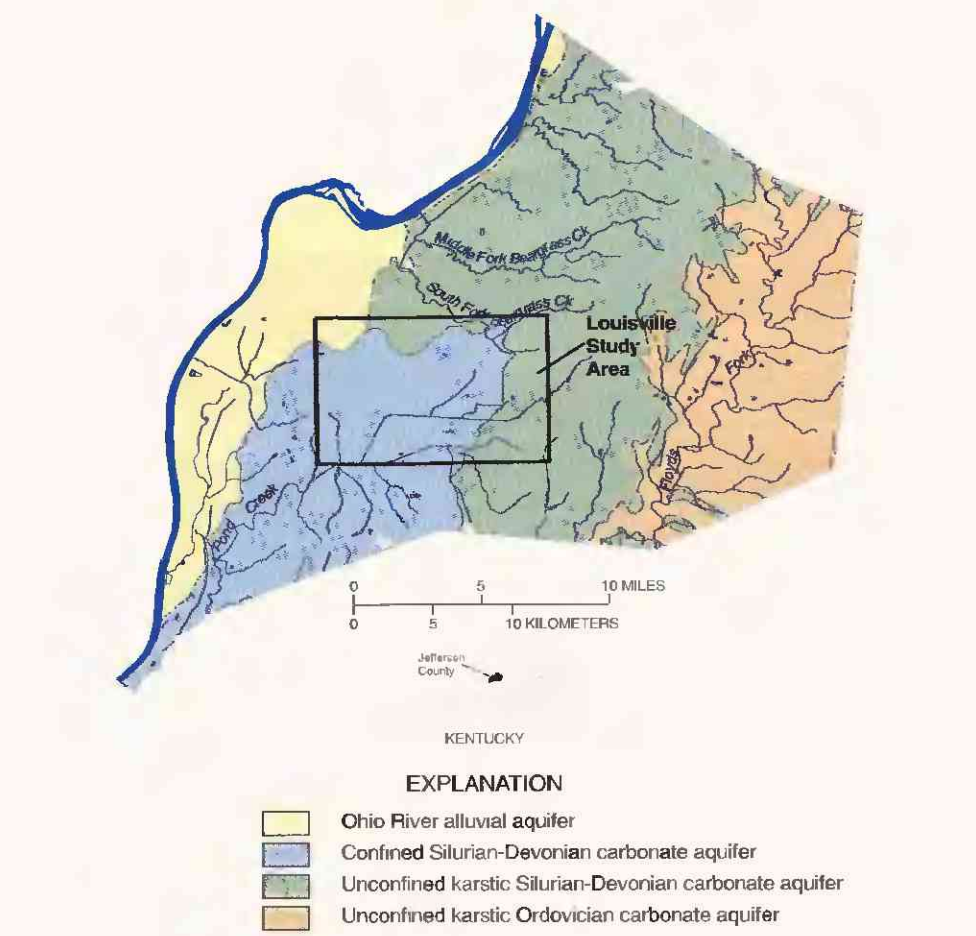 Middle Fork Beargrass Ck
South Fork Beargrass Ck
Louisville
Study
Area
Fork
Floyds
Pond Creek
0 5 10 MILES
0 5 10 KILOMETERS
Jefferson
County
KENTUCKY
EXPLANATION
Ohio River alluvial aquifer
Confined Silurian-Devonian carbonate aquifer
Unconfined karstic Silurian-Devonian carbonate aquifer
Unconfined karstic Ordovician carbonate aquifer